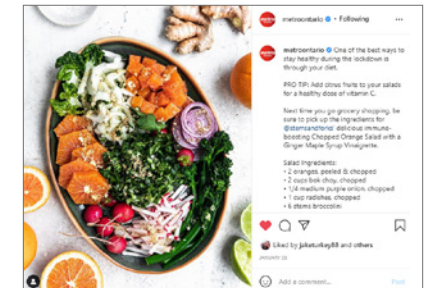 metroontario • Following
metroontario One of the best ways to
stay healthy during the lockdown is
through your diet.
PRO TIP: Add citrus fruits to your salads
for a healthy dose of vitamin C.
Next time you go grocery shopping, be
sure to pick up the ingredients for
delicious immune-
boosting Chopped Orange Salad with a
Ginger Maple Syrup Vinaigrette.
Salad Ingredients:
• 2 oranges, peeled & chopped
• 2 cups bok choy, chopped
• 1/4 medium purple onion, chopped
• 1 cup radishes, chopped
• 6 stems broccolini
Liked by jaketurkey88 and others
JANUARY
Add a comment...
Post